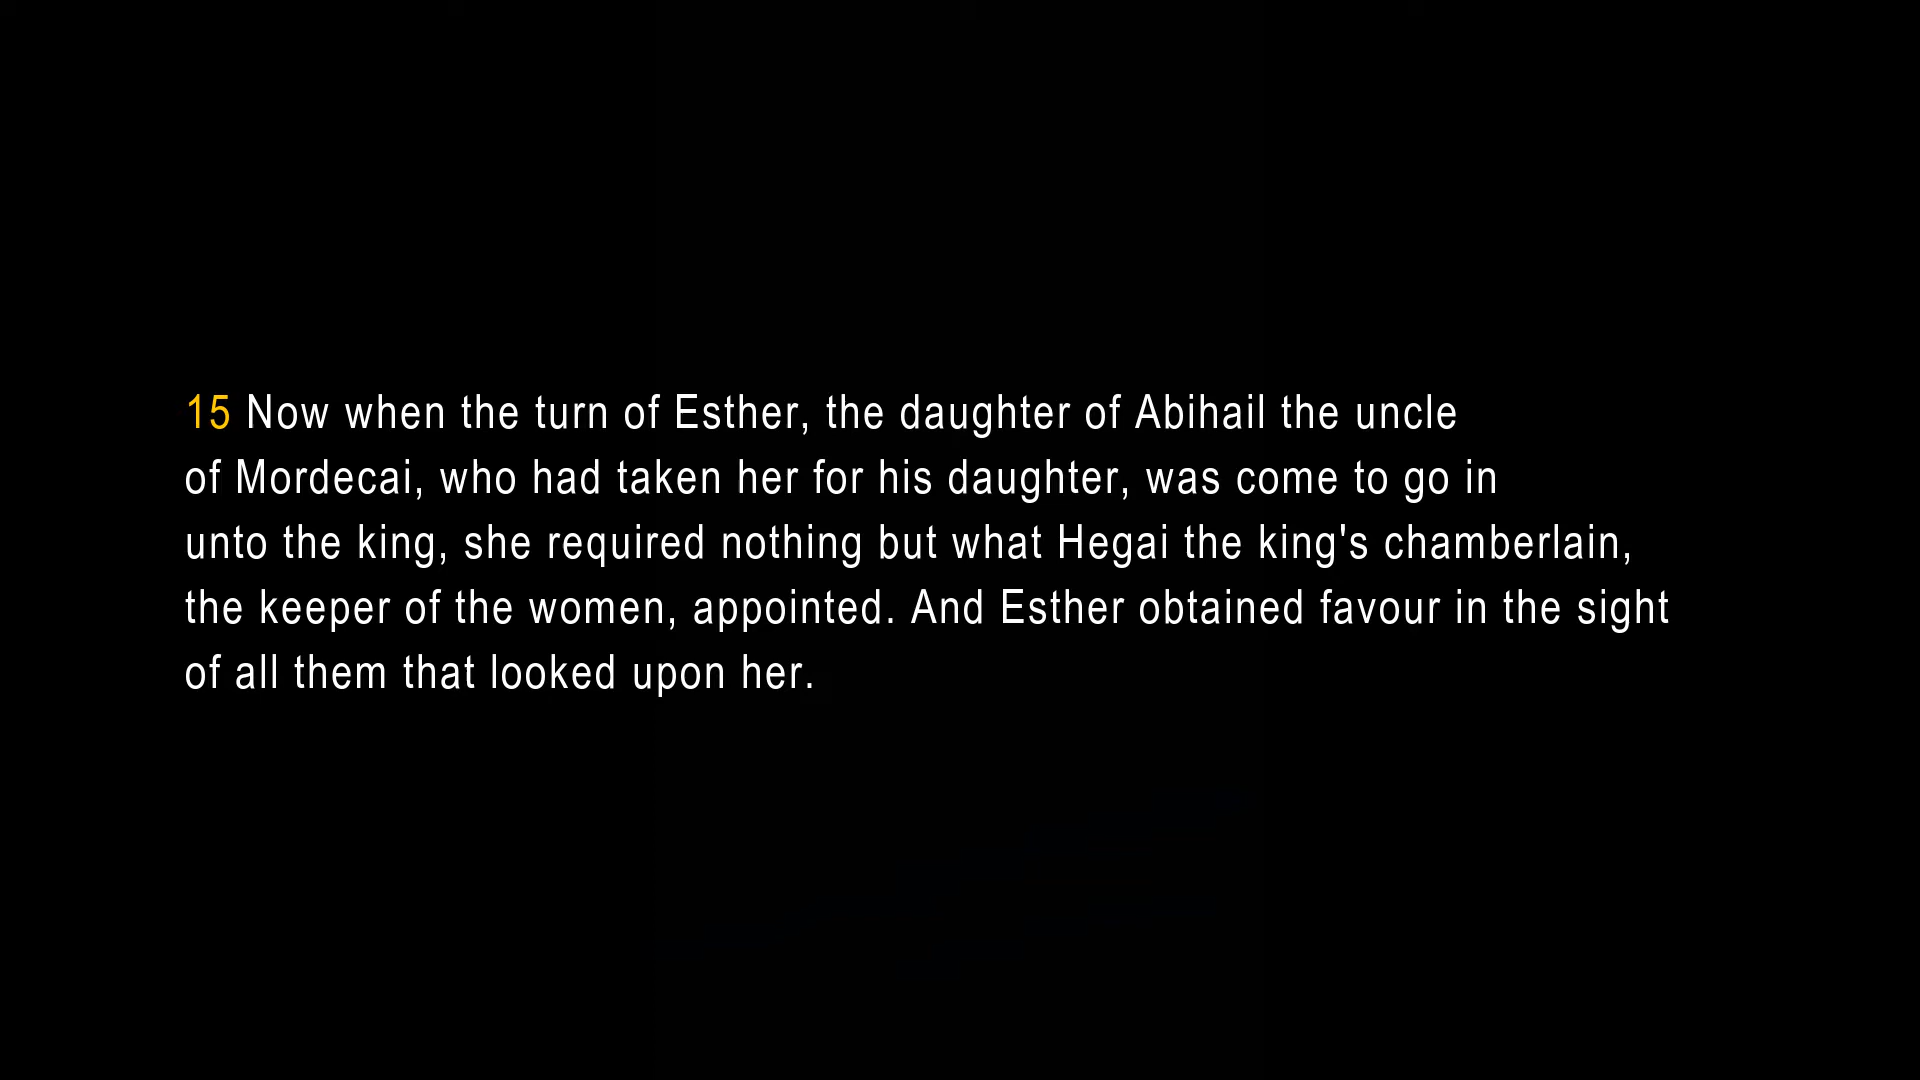 15 Now when the turn of Esther, the daughter of Abihail the uncle
of Mordecai, who had taken her for his daughter, was come to go in
unto the king, she required nothing but what Hegai the king's chamberlain,
the keeper of the women, appointed. And Esther obtained favour in the sight
of all them that looked upon her.